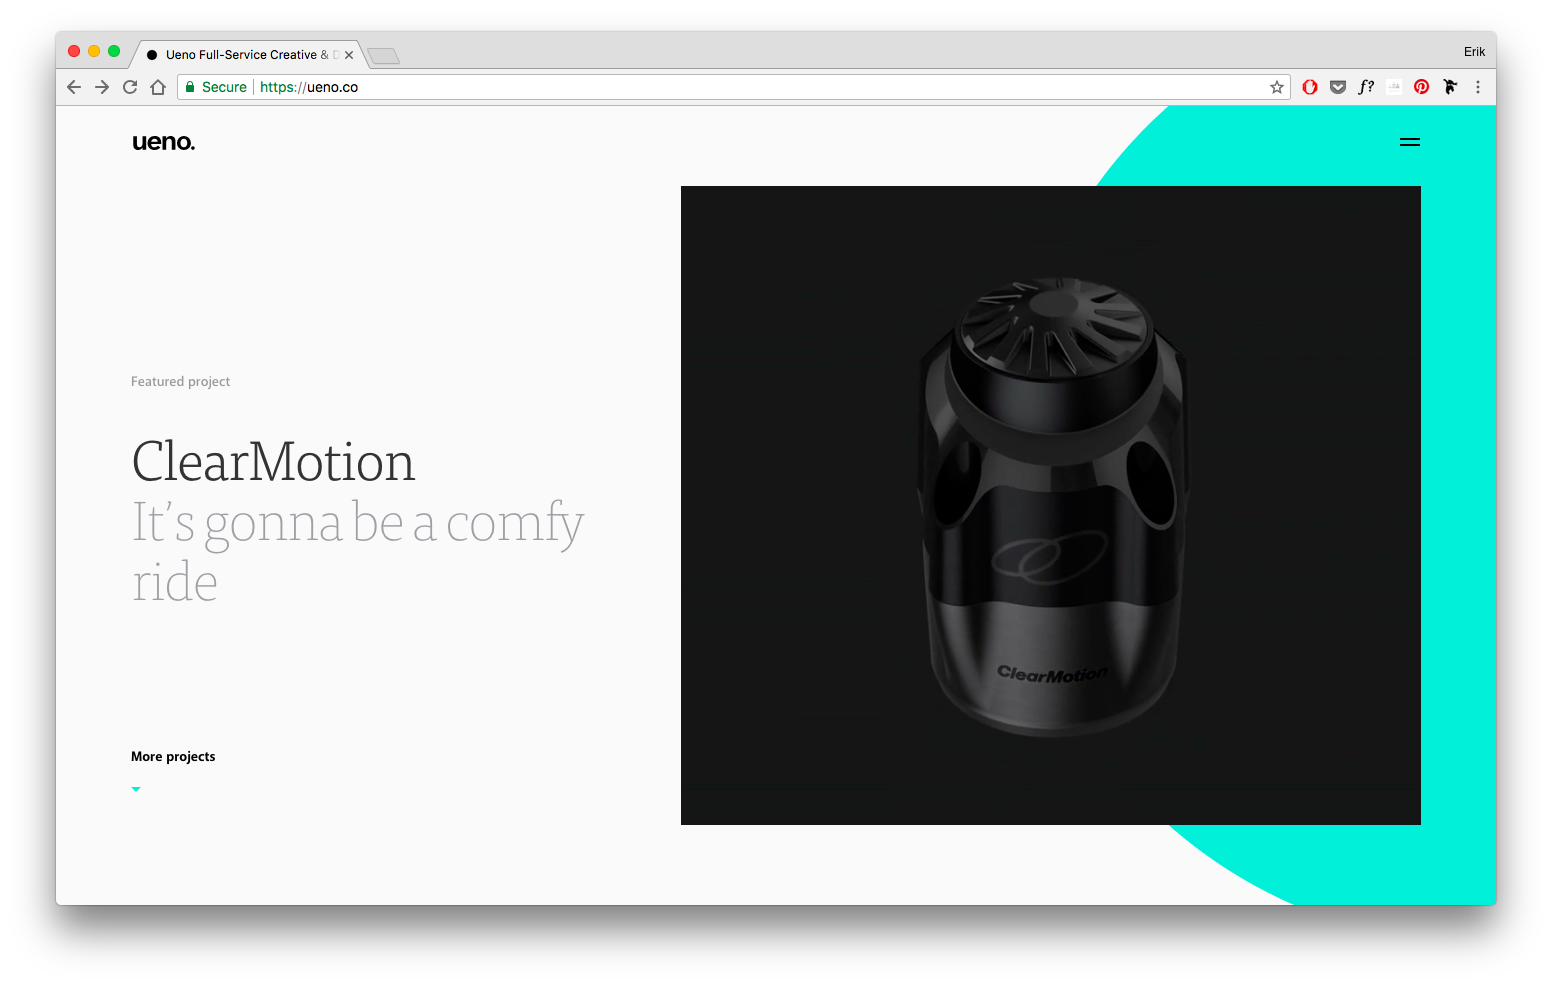 Ueno Full-Service Creative & D
Erik
Secure
https://ueno.co
f?
ueno.
Featured project
ClearMotion
It's gonna be a comfy
ride
ClearMotion
More projects